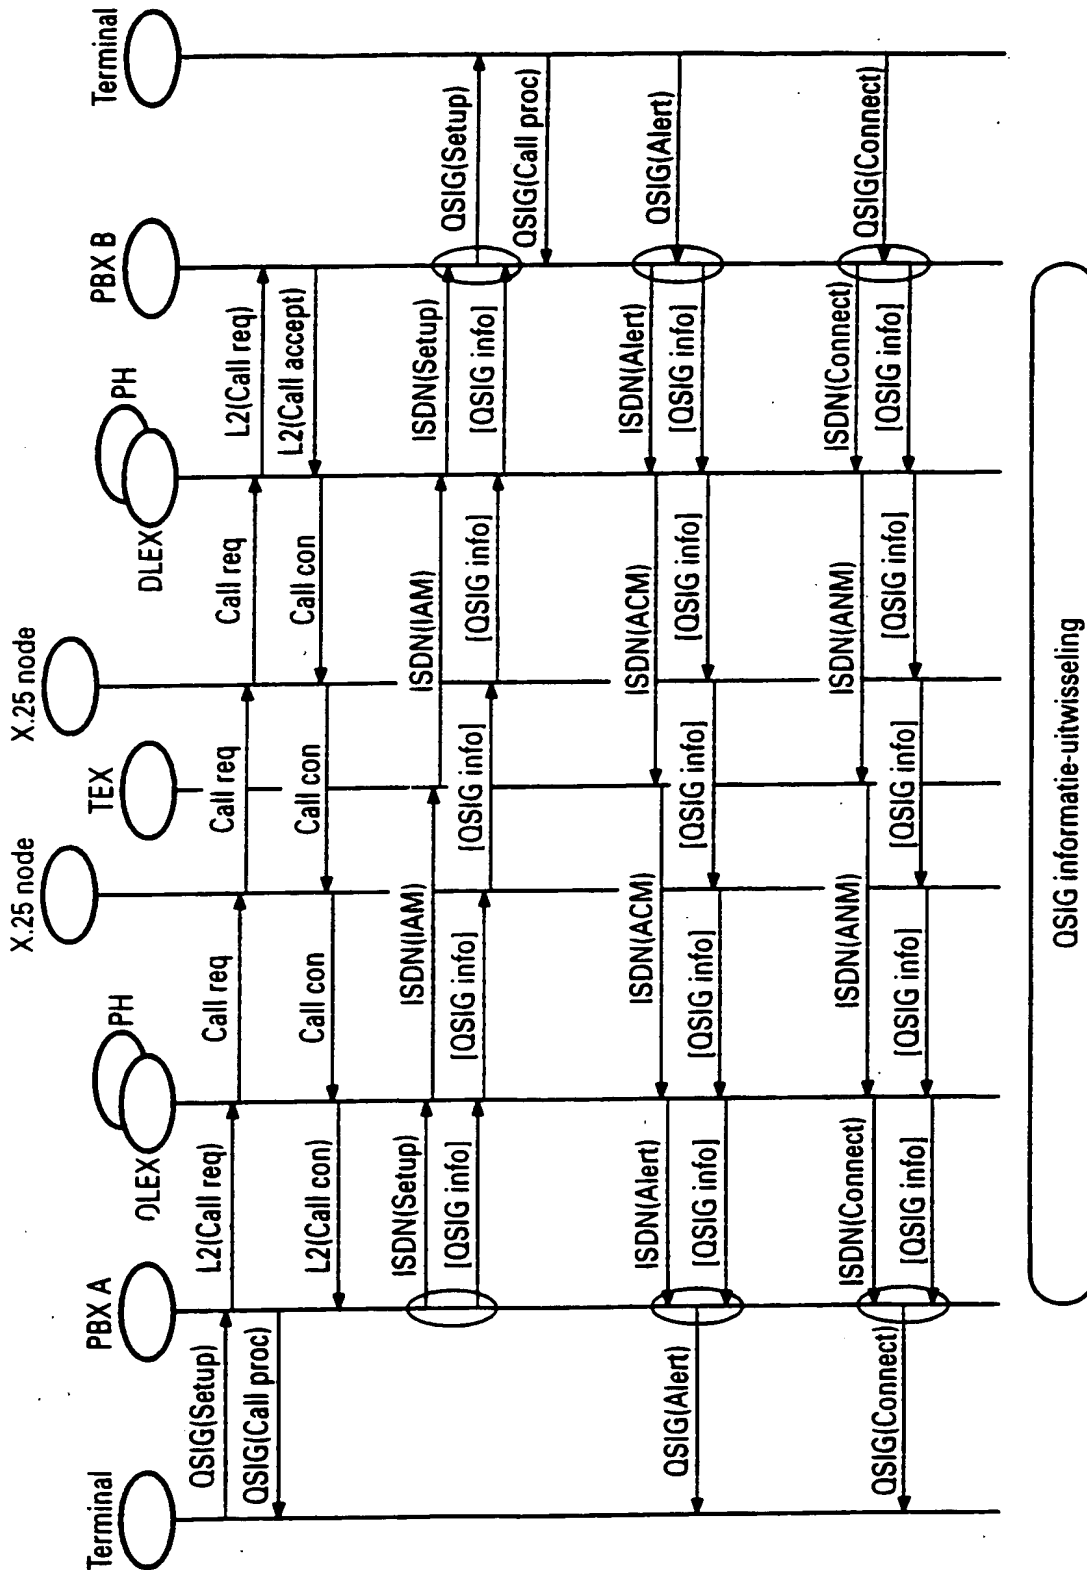 X.25 node
X.25 node
Terminal
PBX A
PH
OLEX
TEX
PH
DLEX
PBX B
Terminal
QSIG(Setup)
L2(Call req)
Call req
Call req
Call req
L2(Call req)
QSIG(Call proc)
L2(Call con)
Call con
Call con
Call con
L2(Call accept)
ISDN(Setup)
ISDN(IAM)
ISDN(IAM)
ISDN(Setup)
QSIG(Setup)
[QSIG info]
[QSIG info]
[QSIG info]
[QSIG info]
[QSIG info]
QSIG(Call proc)
ISDN(Alert)
ISDN(ACM)
ISDN(ACM)
ISDN(Alert)
QSIG(Alert)
QSIG(Alert)
[QSIG info]
[QSIG info]
[QSIG info]
[QSIG info]
[QSIG info]
ISDN(Connect)
ISDN(ANM)
ISDN(ANM)
ISDN(Connect)
QSIG(Connect)
QSIG(Connect)
[QSIG info]
[QSIG info]
[QSIG info]
[QSIG info]
[QSIG info]
QSIG informatie-uitwisseling